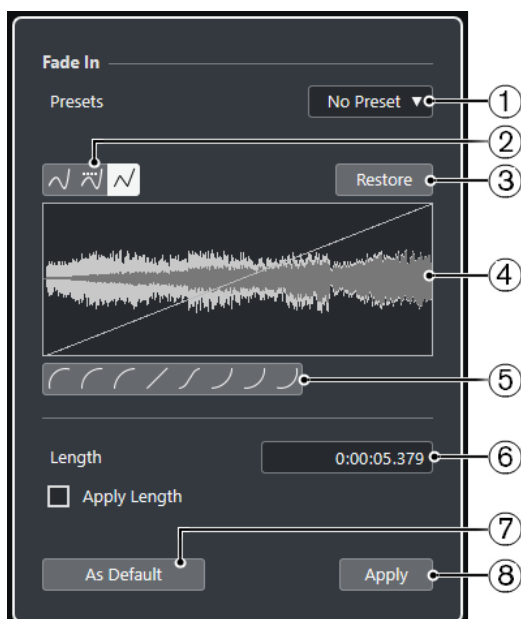 Fade In
Presets
No Preset ▼
①
②
Restore
③
④
⑤
Length
0:00:05.379
⑥
Apply Length
⑦
As Default
Apply
⑧